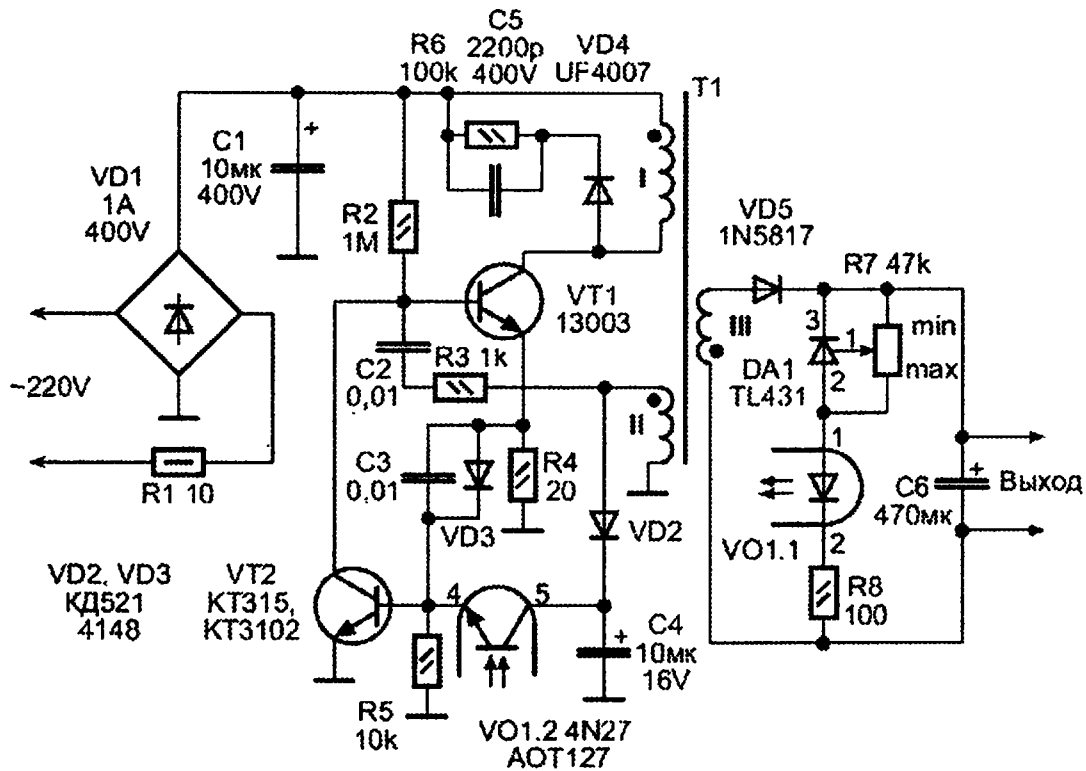 R6
100k
C5
2200p
400V
VD4
UF4007
T1
C1
10мк
400V
+
VD1
1A
400V
R2
1M
I
VD5
1N5817
VT1
13003
R7 47k
III
3
1
min
max
2
DA1
TL431
~220V
C2
0,01
R3 1k
II
R1 10
C3
0,01
R4
20
VD3
VD2
1
VO1.1
2
+
C6
470мк
Выход
R8
100
VD2, VD3
КД521
4148
VT2
КТ315,
КТ3102
4
5
+
C4
10мк
16V
R5
10k
VO1.2 4N27
АОТ127